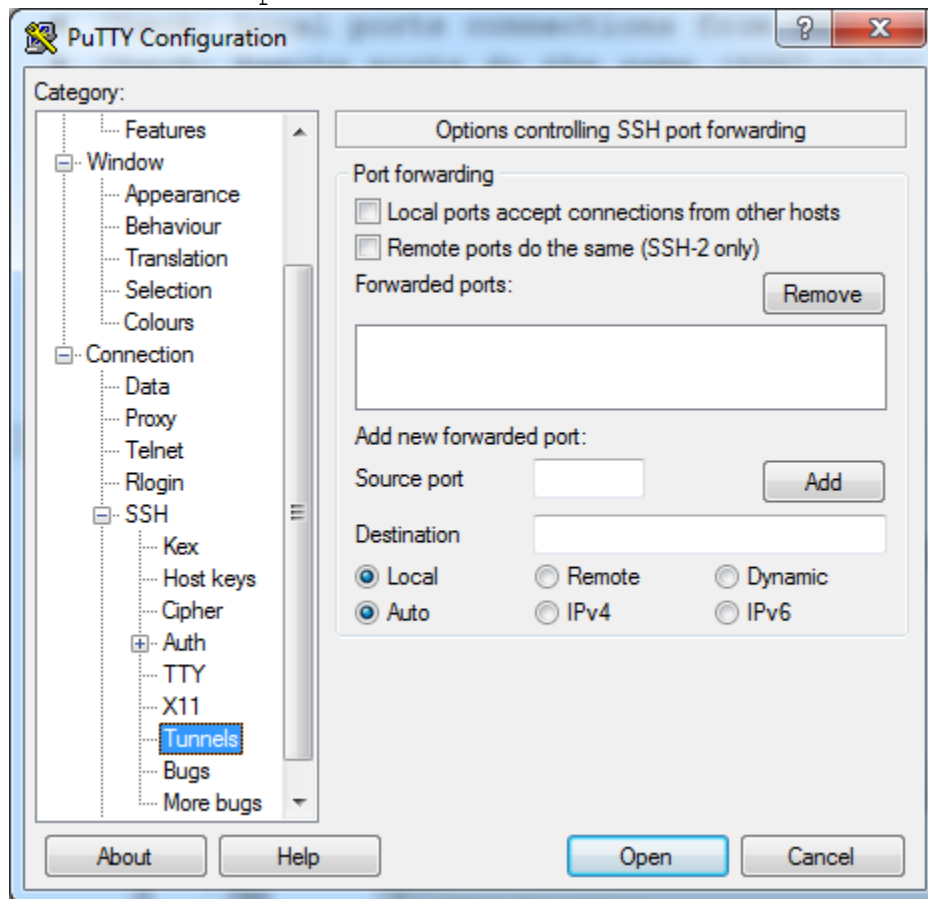 PuTTY Configuration
Category:
Features
Window
Appearance
Behaviour
Translation
Selection
Colours
Connection
Data
Proxy
Telnet
Rlogin
SSH
Kex
Host keys
Cipher
Auth
TTY
X11
Tunnels
Bugs
More bugs
Options controlling SSH port forwarding
Port forwarding
Local ports accept connections from other hosts
Remote ports do the same (SSH-2 only)
Forwarded ports:
Remove
Add new forwarded port:
Source port
Add
Destination
Local Remote Dynamic
Auto IPv4 IPv6
About Help Open Cancel